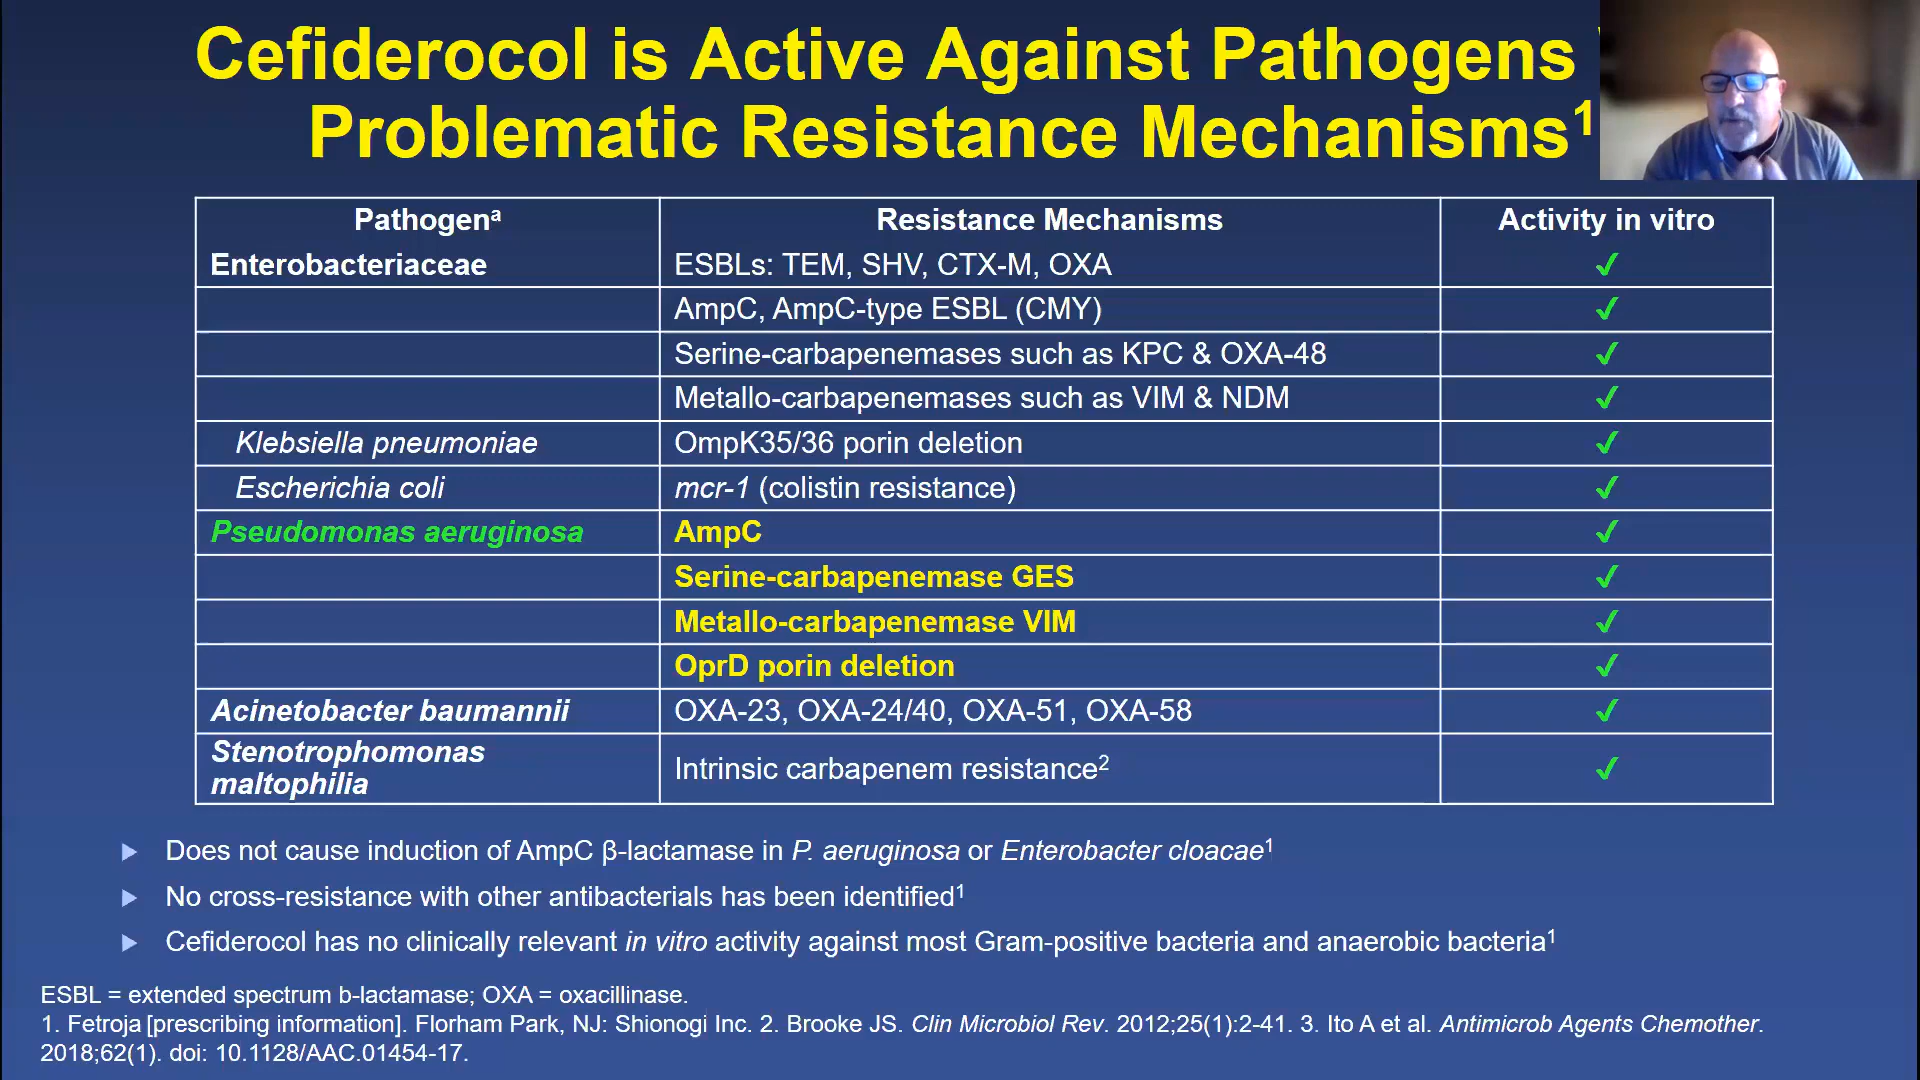 Cefiderocol is Active Against Pathogens
Problematic Resistance Mechanisms¹
Pathogenᵃ Resistance Mechanisms Activity in vitro
Enterobacteriaceae ESBLs: TEM, SHV, CTX-M, OXA ✓
AmpC, AmpC-type ESBL (CMY) ✓
Serine-carbapenemases such as KPC & OXA-48 ✓
Metallo-carbapenemases such as VIM & NDM ✓
Klebsiella pneumoniae OmpK35/36 porin deletion ✓
Escherichia coli mcr-1 (colistin resistance) ✓
Pseudomonas aeruginosa AmpC ✓
Serine-carbapenemase GES ✓
Metallo-carbapenemase VIM ✓
OprD porin deletion ✓
Acinetobacter baumannii OXA-23, OXA-24/40, OXA-51, OXA-58 ✓
Stenotrophomonas
maltophilia Intrinsic carbapenem resistance² ✓
Does not cause induction of AmpC β-lactamase in P. aeruginosa or Enterobacter cloacae¹
No cross-resistance with other antibacterials has been identified¹
Cefiderocol has no clinically relevant in vitro activity against most Gram-positive bacteria and anaerobic bacteria¹
ESBL = extended spectrum b-lactamase; OXA = oxacillinase.
1. Fetroja [prescribing information]. Florham Park, NJ: Shionogi Inc. 2. Brooke JS. Clin Microbiol Rev. 2012;25(1):2-41. 3. Ito A et al. Antimicrob Agents Chemother.
2018;62(1). doi: 10.1128/AAC.01454-17.